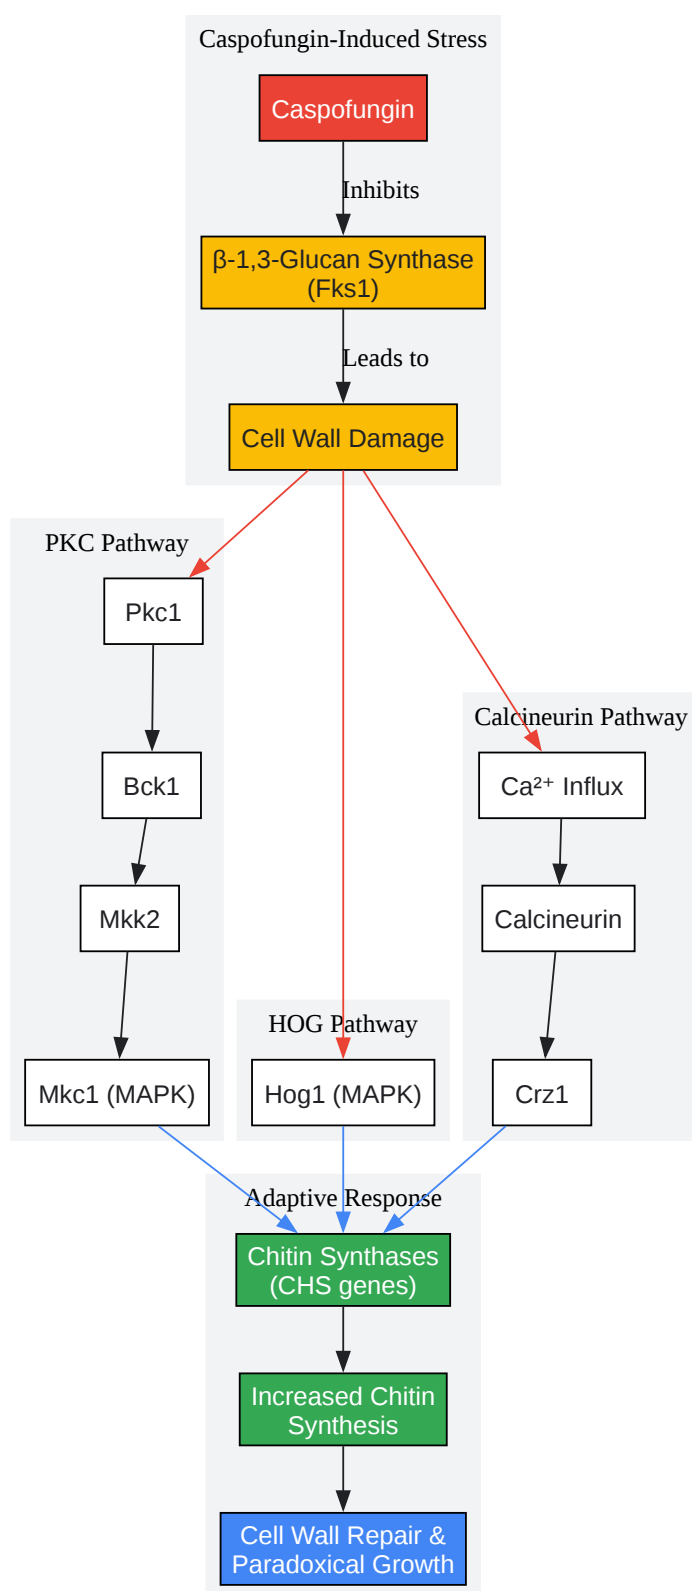 Caspofungin-Induced Stress
Caspofungin
Inhibits
β-1,3-Glucan Synthase
(Fks1)
Leads to
Cell Wall Damage
PKC Pathway
Pkc1
Bck1
Mkk2
Mkc1 (MAPK)
HOG Pathway
Hog1 (MAPK)
Calcineurin Pathway
Ca²⁺ Influx
Calcineurin
Crz1
Adaptive Response
Chitin Synthases
(CHS genes)
Increased Chitin
Synthesis
Cell Wall Repair &
Paradoxical Growth